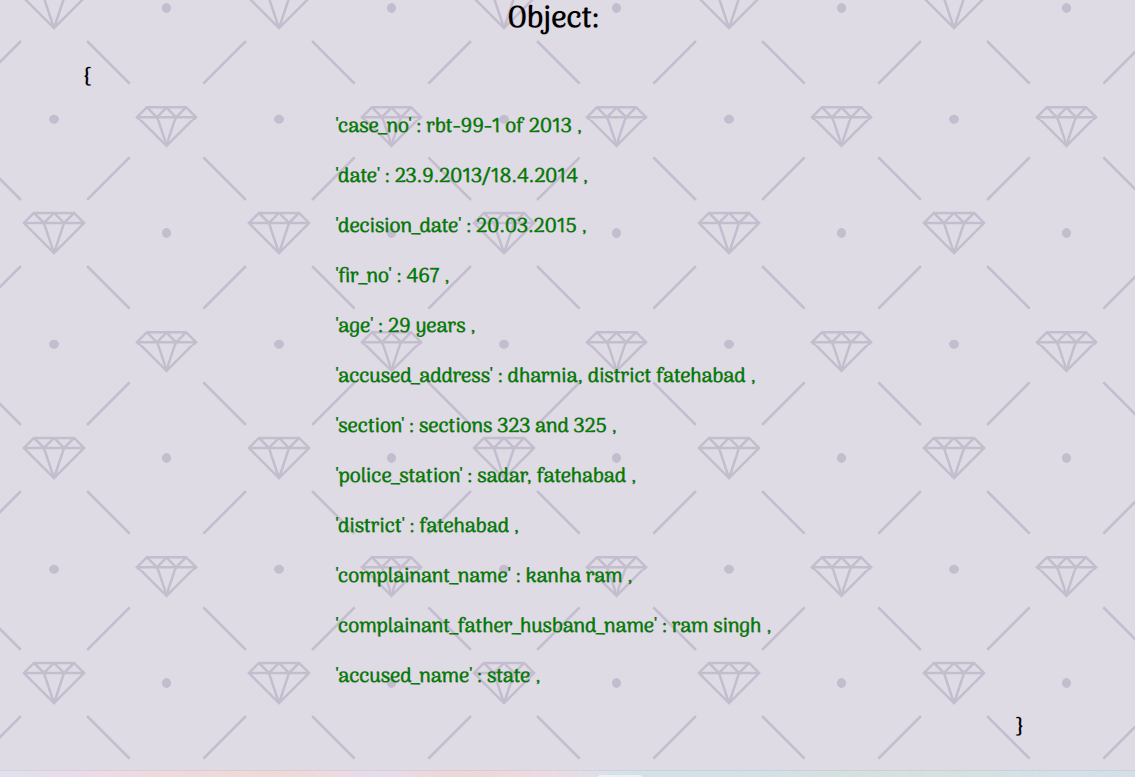 Object:
{
'case_no' : rbt-99-1 of 2013 ,
'date' : 23.9.2013/18.4.2014 ,
'decision_date' : 20.03.2015 ,
'fir_no' : 467 ,
'age' : 29 years ,
'accused_address' : dharnia, district fatehabad ,
'section' : sections 323 and 325 ,
'police_station' : sadar, fatehabad ,
'district' : fatehabad ,
'complainant_name' : kanha ram ,
'complainant_father_husband_name' : ram singh ,
'accused_name' : state ,
}